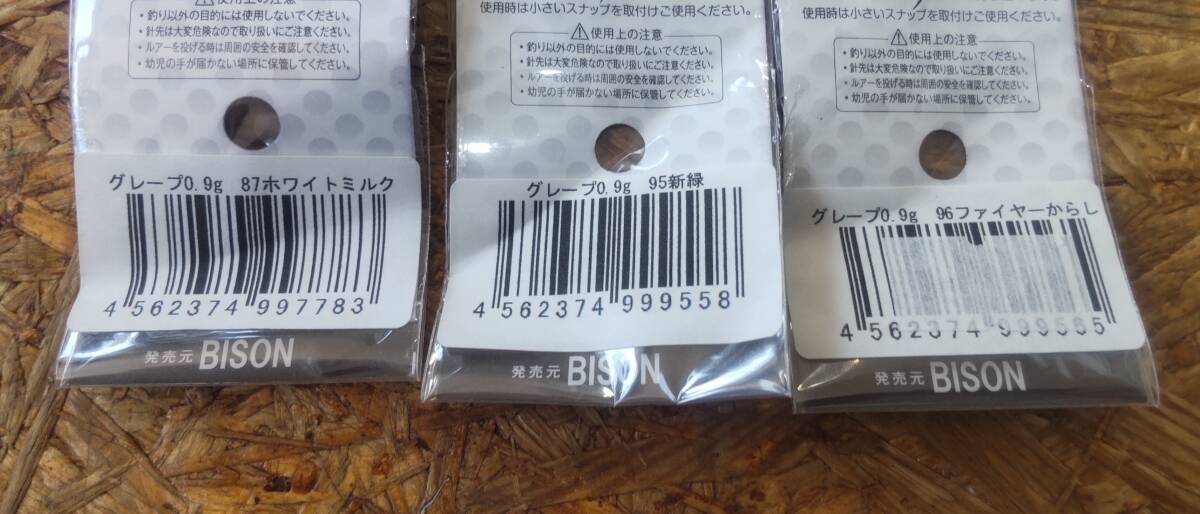 使用上の注意
・釣り以外の目的には使用しないでください。
・針先は大変危険なので取り扱いにご注意ください。
・ルアーを投げる時は周囲の安全を確認してください。
・幼児の手が届かない場所に保管してください。
グレープ0.9g 87ホワイトミルク
4 562374 997783
発売元 BISON
使用時は小さいスナップを取付けご使用ください。
使用上の注意
・釣り以外の目的には使用しないでください。
・針先は大変危険なので取り扱いにご注意ください。
・ルアーを投げる時は周囲の安全を確認してください。
・幼児の手が届かない場所に保管してください。
グレープ0.9g 95新緑
4 562374 999558
発売元 BISON
使用時は小さいスナップを取付けご使用ください。
使用上の注意
・釣り以外の目的には使用しないでください。
・針先は大変危険なので取り扱いにご注意ください。
・ルアーを投げる時は周囲の安全を確認してください。
・幼児の手が届かない場所に保管してください。
グレープ0.9g 96ファイヤーからし
4 562374 999565
発売元 BISON